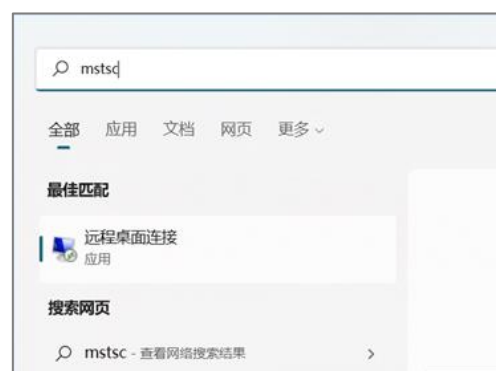 mstsc
全部 应用 文档 网页 更多
最佳匹配
远程桌面连接
应用
搜索网页
mstsc - 查看网络搜索结果